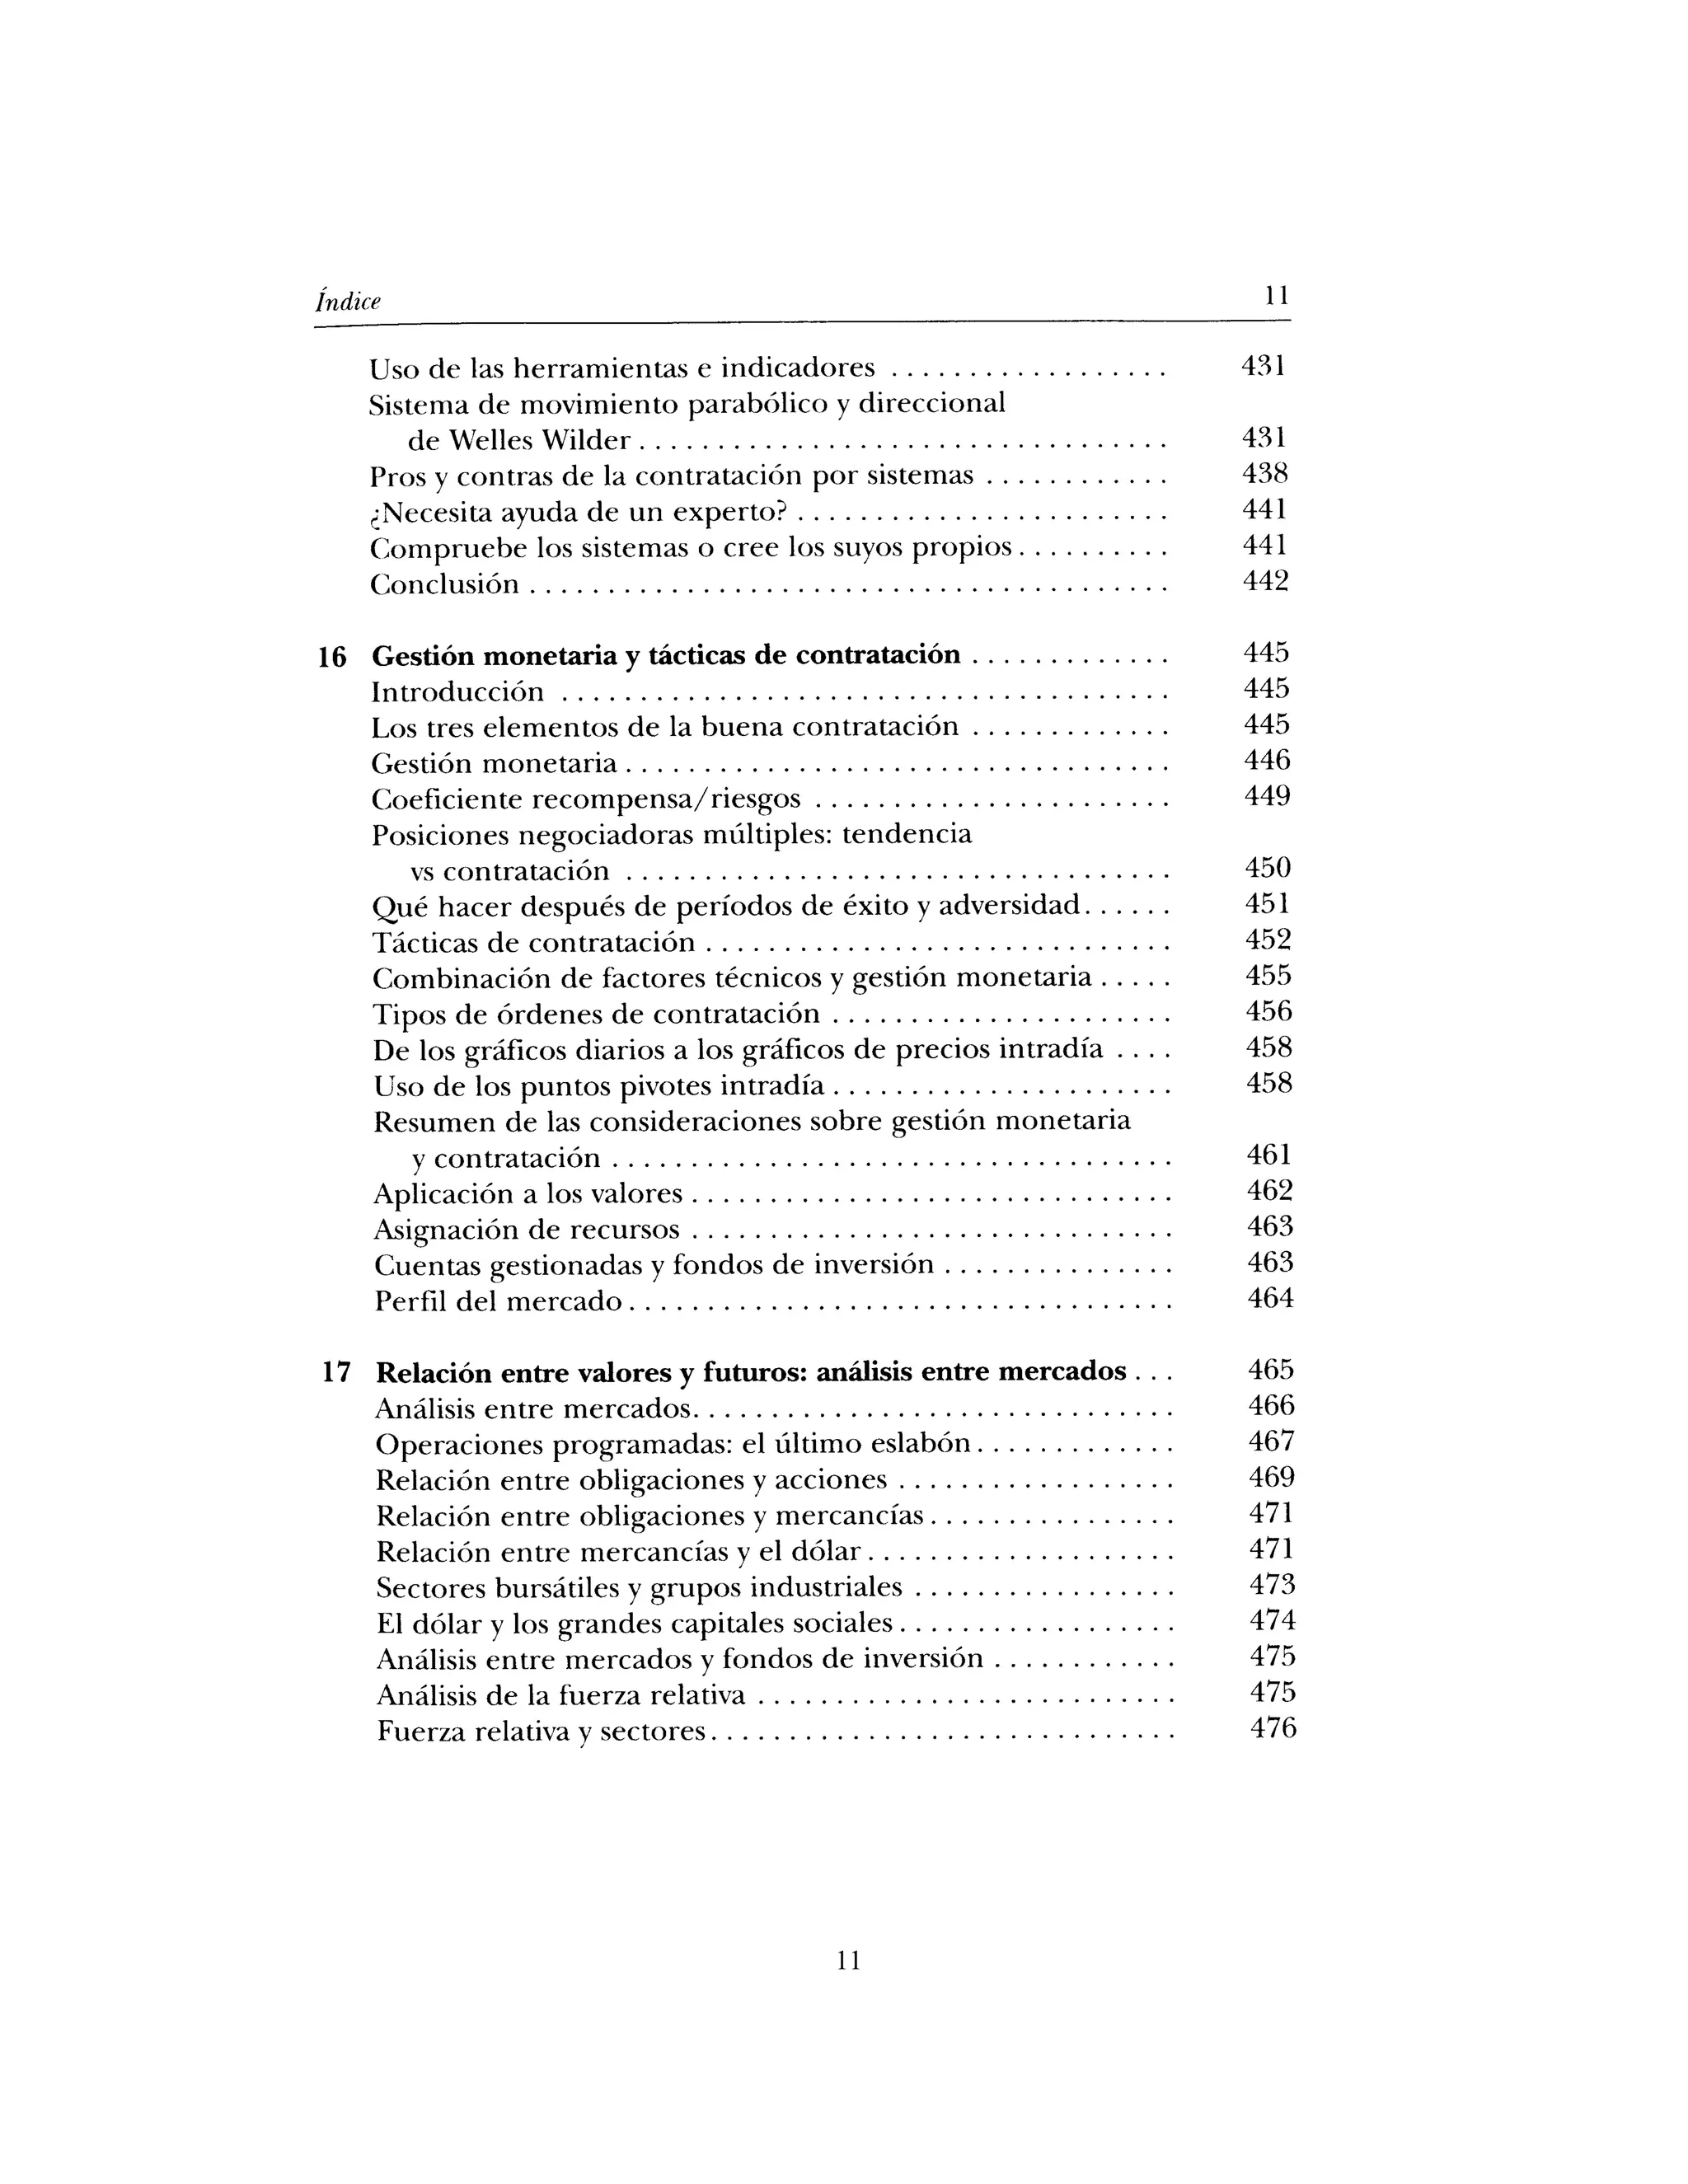 Índice 11
Uso de las herramientas e indicadores . . . . . . . . . . . . . . . . . . 431
Sistema de movimiento parabólico y direccional
de Welles Wilder . . . . . . . . . . . . . . . . . . . . . . . . . . . . . . . . . . 431
Pros y contras de la contratación por sistemas . . . . . . . . . . . . 438
¿Necesita ayuda de un experto? . . . . . . . . . . . . . . . . . . . . . . . . 441
Compruebe los sistemas o cree los suyos propios . . . . . . . . . . 441
Conclusión . . . . . . . . . . . . . . . . . . . . . . . . . . . . . . . . . . . . . . . . . 442
16 Gestión monetaria y tácticas de contratación . . . . . . . . . . . . . 445
Introducción . . . . . . . . . . . . . . . . . . . . . . . . . . . . . . . . . . . . . . . 445
Los tres elementos de la buena contratación . . . . . . . . . . . . . 445
Gestión monetaria . . . . . . . . . . . . . . . . . . . . . . . . . . . . . . . . . . . 446
Coeficiente recompensa/riesgos . . . . . . . . . . . . . . . . . . . . . . . 449
Posiciones negociadoras múltiples: tendencia
vs contratación . . . . . . . . . . . . . . . . . . . . . . . . . . . . . . . . . . . 450
Qué hacer después de períodos de éxito y adversidad . . . . . . 451
Tácticas de contratación . . . . . . . . . . . . . . . . . . . . . . . . . . . . . . 452
Combinación de factores técnicos y gestión monetaria . . . . . 455
Tipos de órdenes de contratación . . . . . . . . . . . . . . . . . . . . . . 456
De los gráficos diarios a los gráficos de precios intradía . . . . 458
Uso de los puntos pivotes intradía . . . . . . . . . . . . . . . . . . . . . . 458
Resumen de las consideraciones sobre gestión monetaria
y contratación . . . . . . . . . . . . . . . . . . . . . . . . . . . . . . . . . . . . 461
Aplicación a los valores . . . . . . . . . . . . . . . . . . . . . . . . . . . . . . . 462
Asignación de recursos . . . . . . . . . . . . . . . . . . . . . . . . . . . . . . . 463
Cuentas gestionadas y fondos de inversión . . . . . . . . . . . . . . . 463
Perfil del mercado . . . . . . . . . . . . . . . . . . . . . . . . . . . . . . . . . . . 464
17 Relación entre valores y futuros: análisis entre mercados . . . 465
Análisis entre mercados . . . . . . . . . . . . . . . . . . . . . . . . . . . . . . . 466
Operaciones programadas: el último eslabón . . . . . . . . . . . . . 467
Relación entre obligaciones y acciones . . . . . . . . . . . . . . . . . . 469
Relación entre obligaciones y mercancías . . . . . . . . . . . . . . . . 471
Relación entre mercancías y el dólar . . . . . . . . . . . . . . . . . . . . 471
Sectores bursátiles y grupos industriales . . . . . . . . . . . . . . . . . 473
El dólar y los grandes capitales sociales . . . . . . . . . . . . . . . . . . 474
Análisis entre mercados y fondos de inversión . . . . . . . . . . . . 475
Análisis de la fuerza relativa . . . . . . . . . . . . . . . . . . . . . . . . . . . 475
Fuerza relativa y sectores . . . . . . . . . . . . . . . . . . . . . . . . . . . . . . 476
11